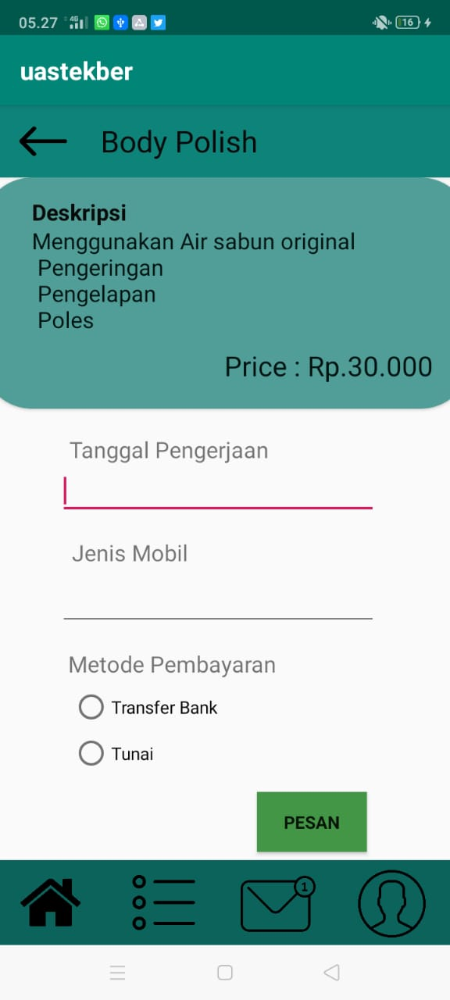 05.27 4G 16
uastekber
Body Polish
Deskripsi
Menggunakan Air sabun original
Pengeringan
Pengelapan
Poles
Price : Rp.30.000
Tanggal Pengerjaan
Jenis Mobil
Metode Pembayaran
Transfer Bank
Tunai
PESAN
1